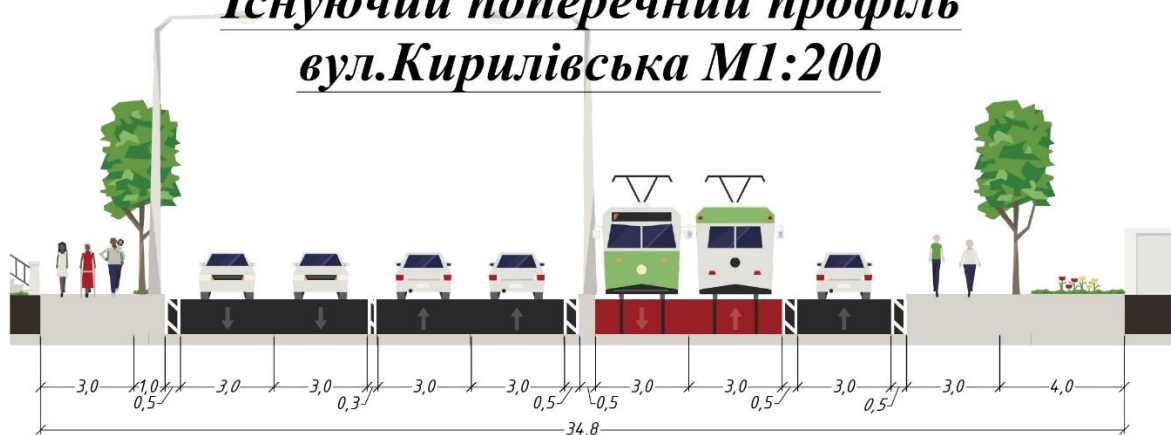 Існуючий поперечний профіль
вул.Кирилівська М1:200
3,0 1,0 3,0 3,0 3,0 3,0 3,0 3,0 3,0 3,0 4,0
0,5 0,3 0,5 0,5 0,5 0,5
34,8